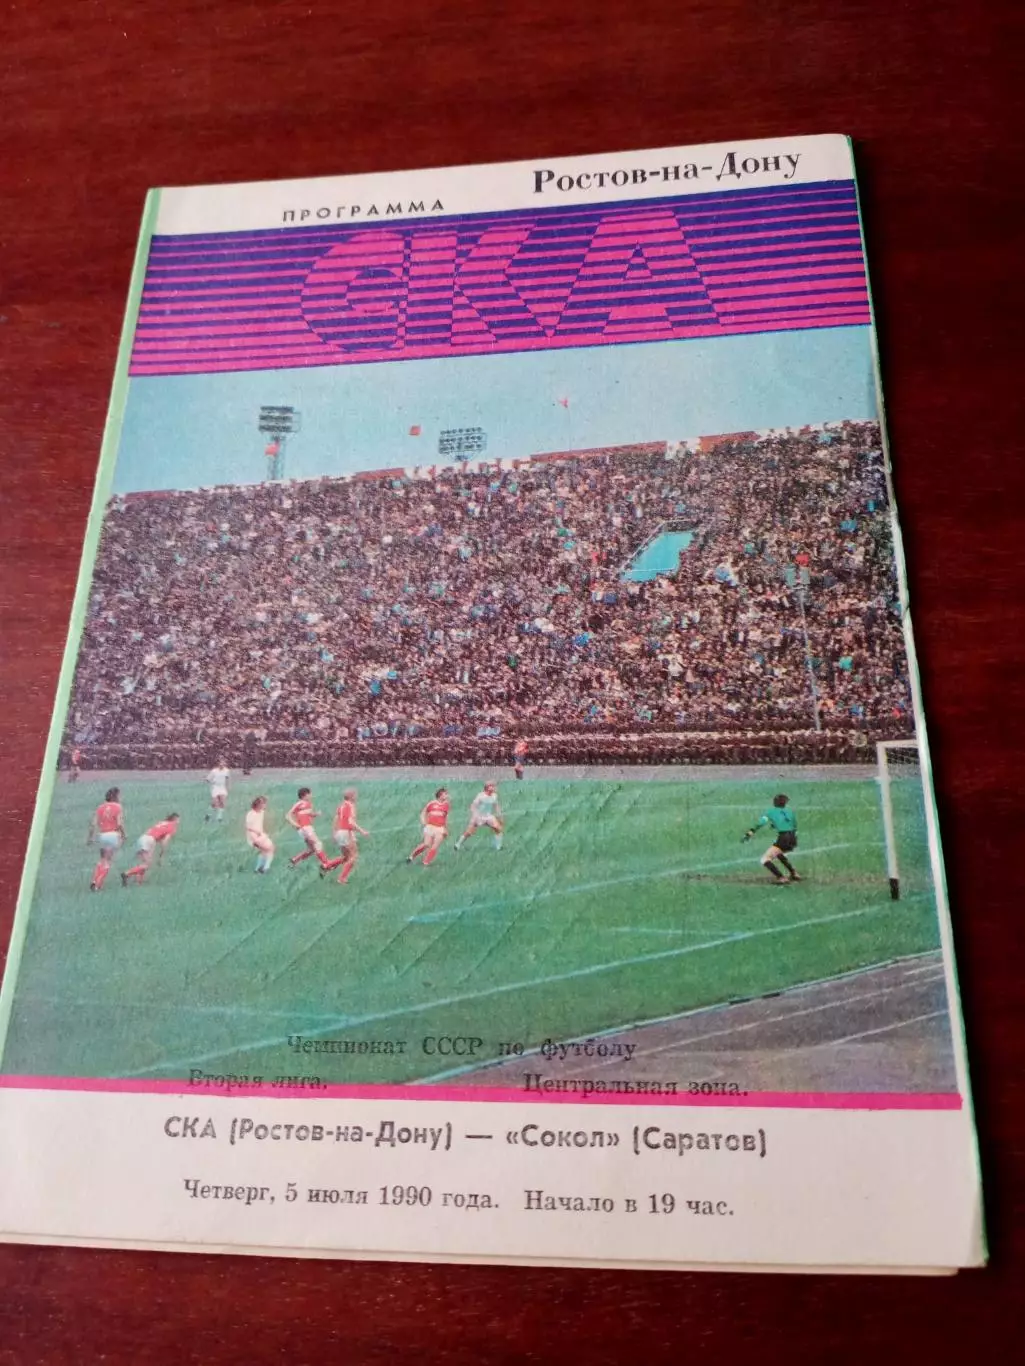 Ростов-на-Дону
ПРОГРАММА
СКА
Чемпионат СССР по футболу
Вторая лига. Центральная зона.
СКА (Ростов-на-Дону) — «Сокол» (Саратов)
Четверг, 5 июля 1990 года. Начало в 19 час.